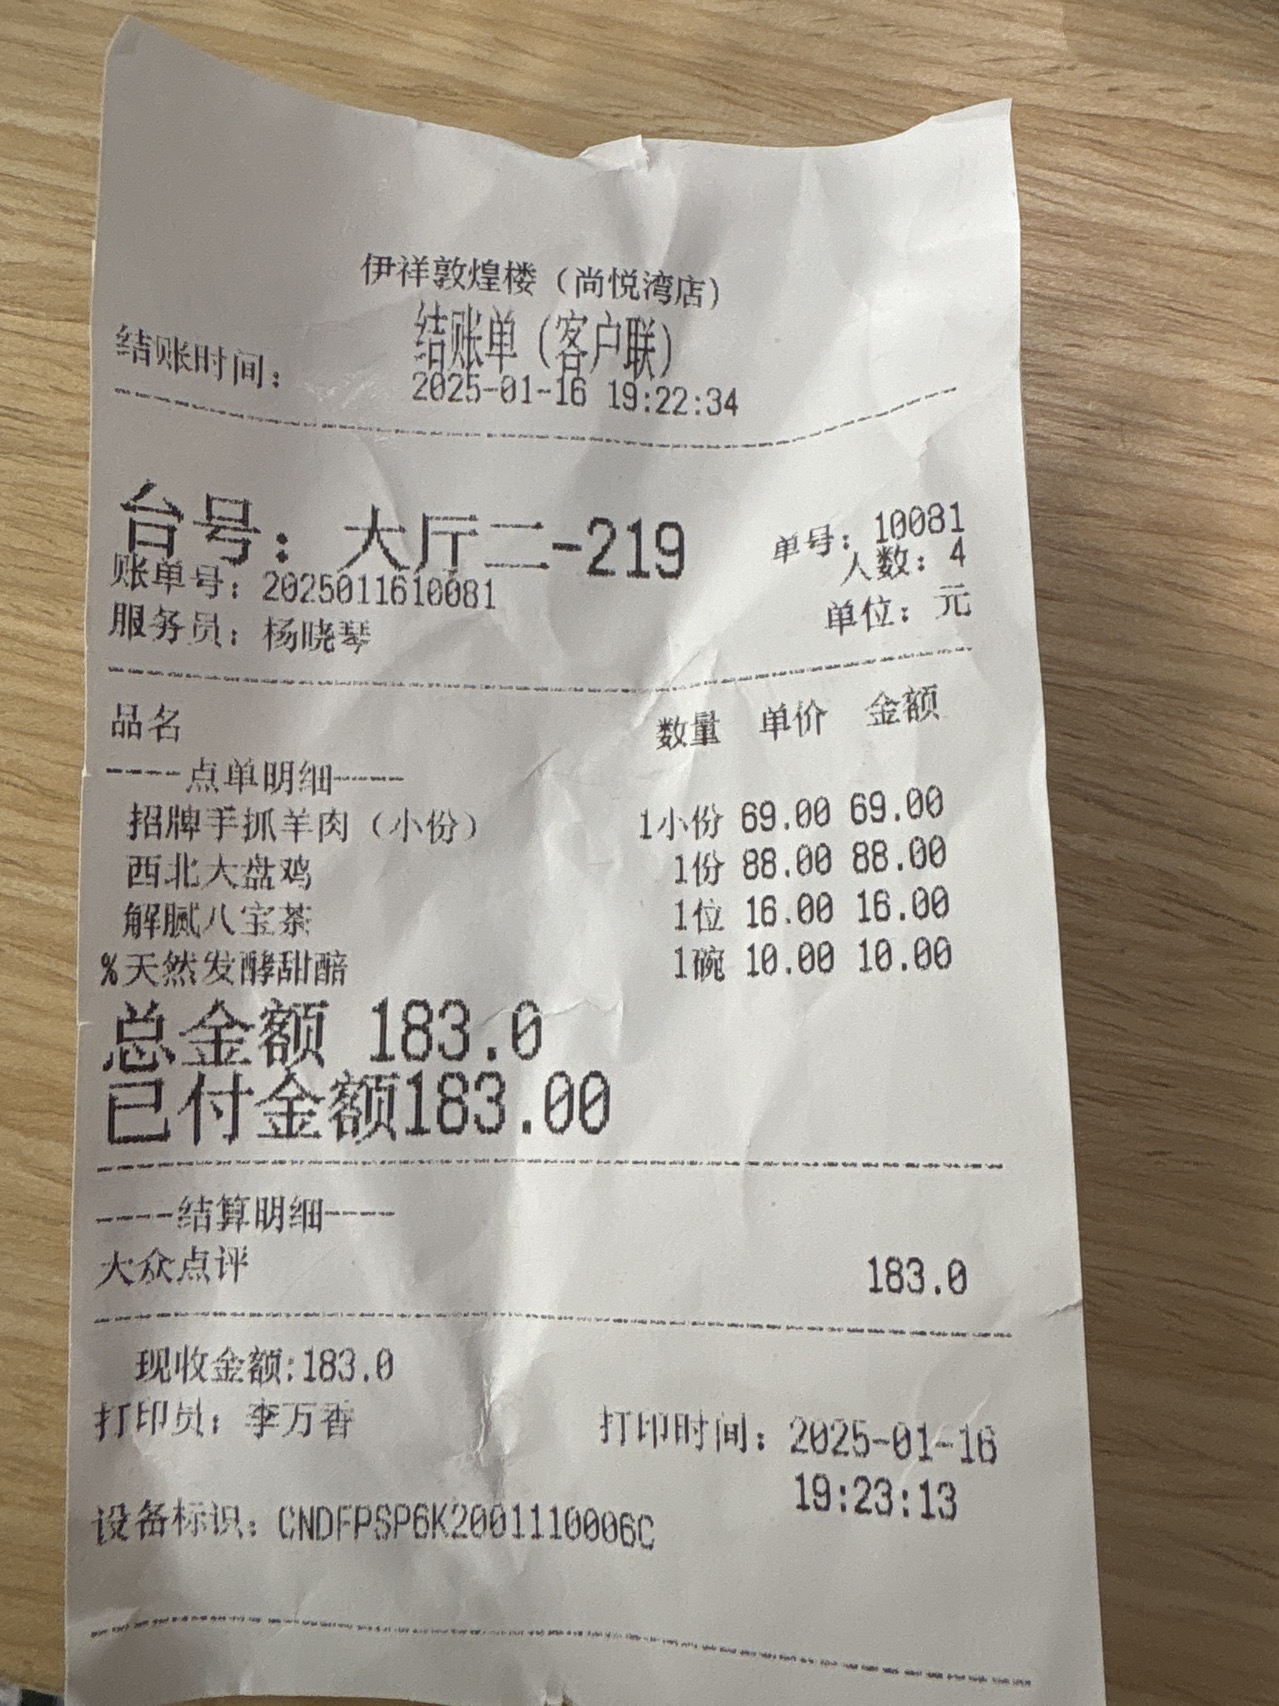 伊祥敦煌楼（尚悦湾店）
结账单（客户联）
结账时间： 2025-01-16 19:22:34
台号：大厅二-219 单号：10081
账单号：2025011610081 人数：4
服务员：杨晓琴 单位：元
品名 数量 单价 金额
----点单明细----
招牌手抓羊肉（小份） 1小份 69.00 69.00
西北大盘鸡 1份 88.00 88.00
解腻八宝茶 1位 16.00 16.00
%天然发酵甜醅 1碗 10.00 10.00
总金额 183.0
已付金额183.00
----结算明细----
大众点评 183.0
现收金额:183.0
打印员：李万香 打印时间：2025-01-16
19:23:13
设备标识：CNDFPSP6K2001110006C